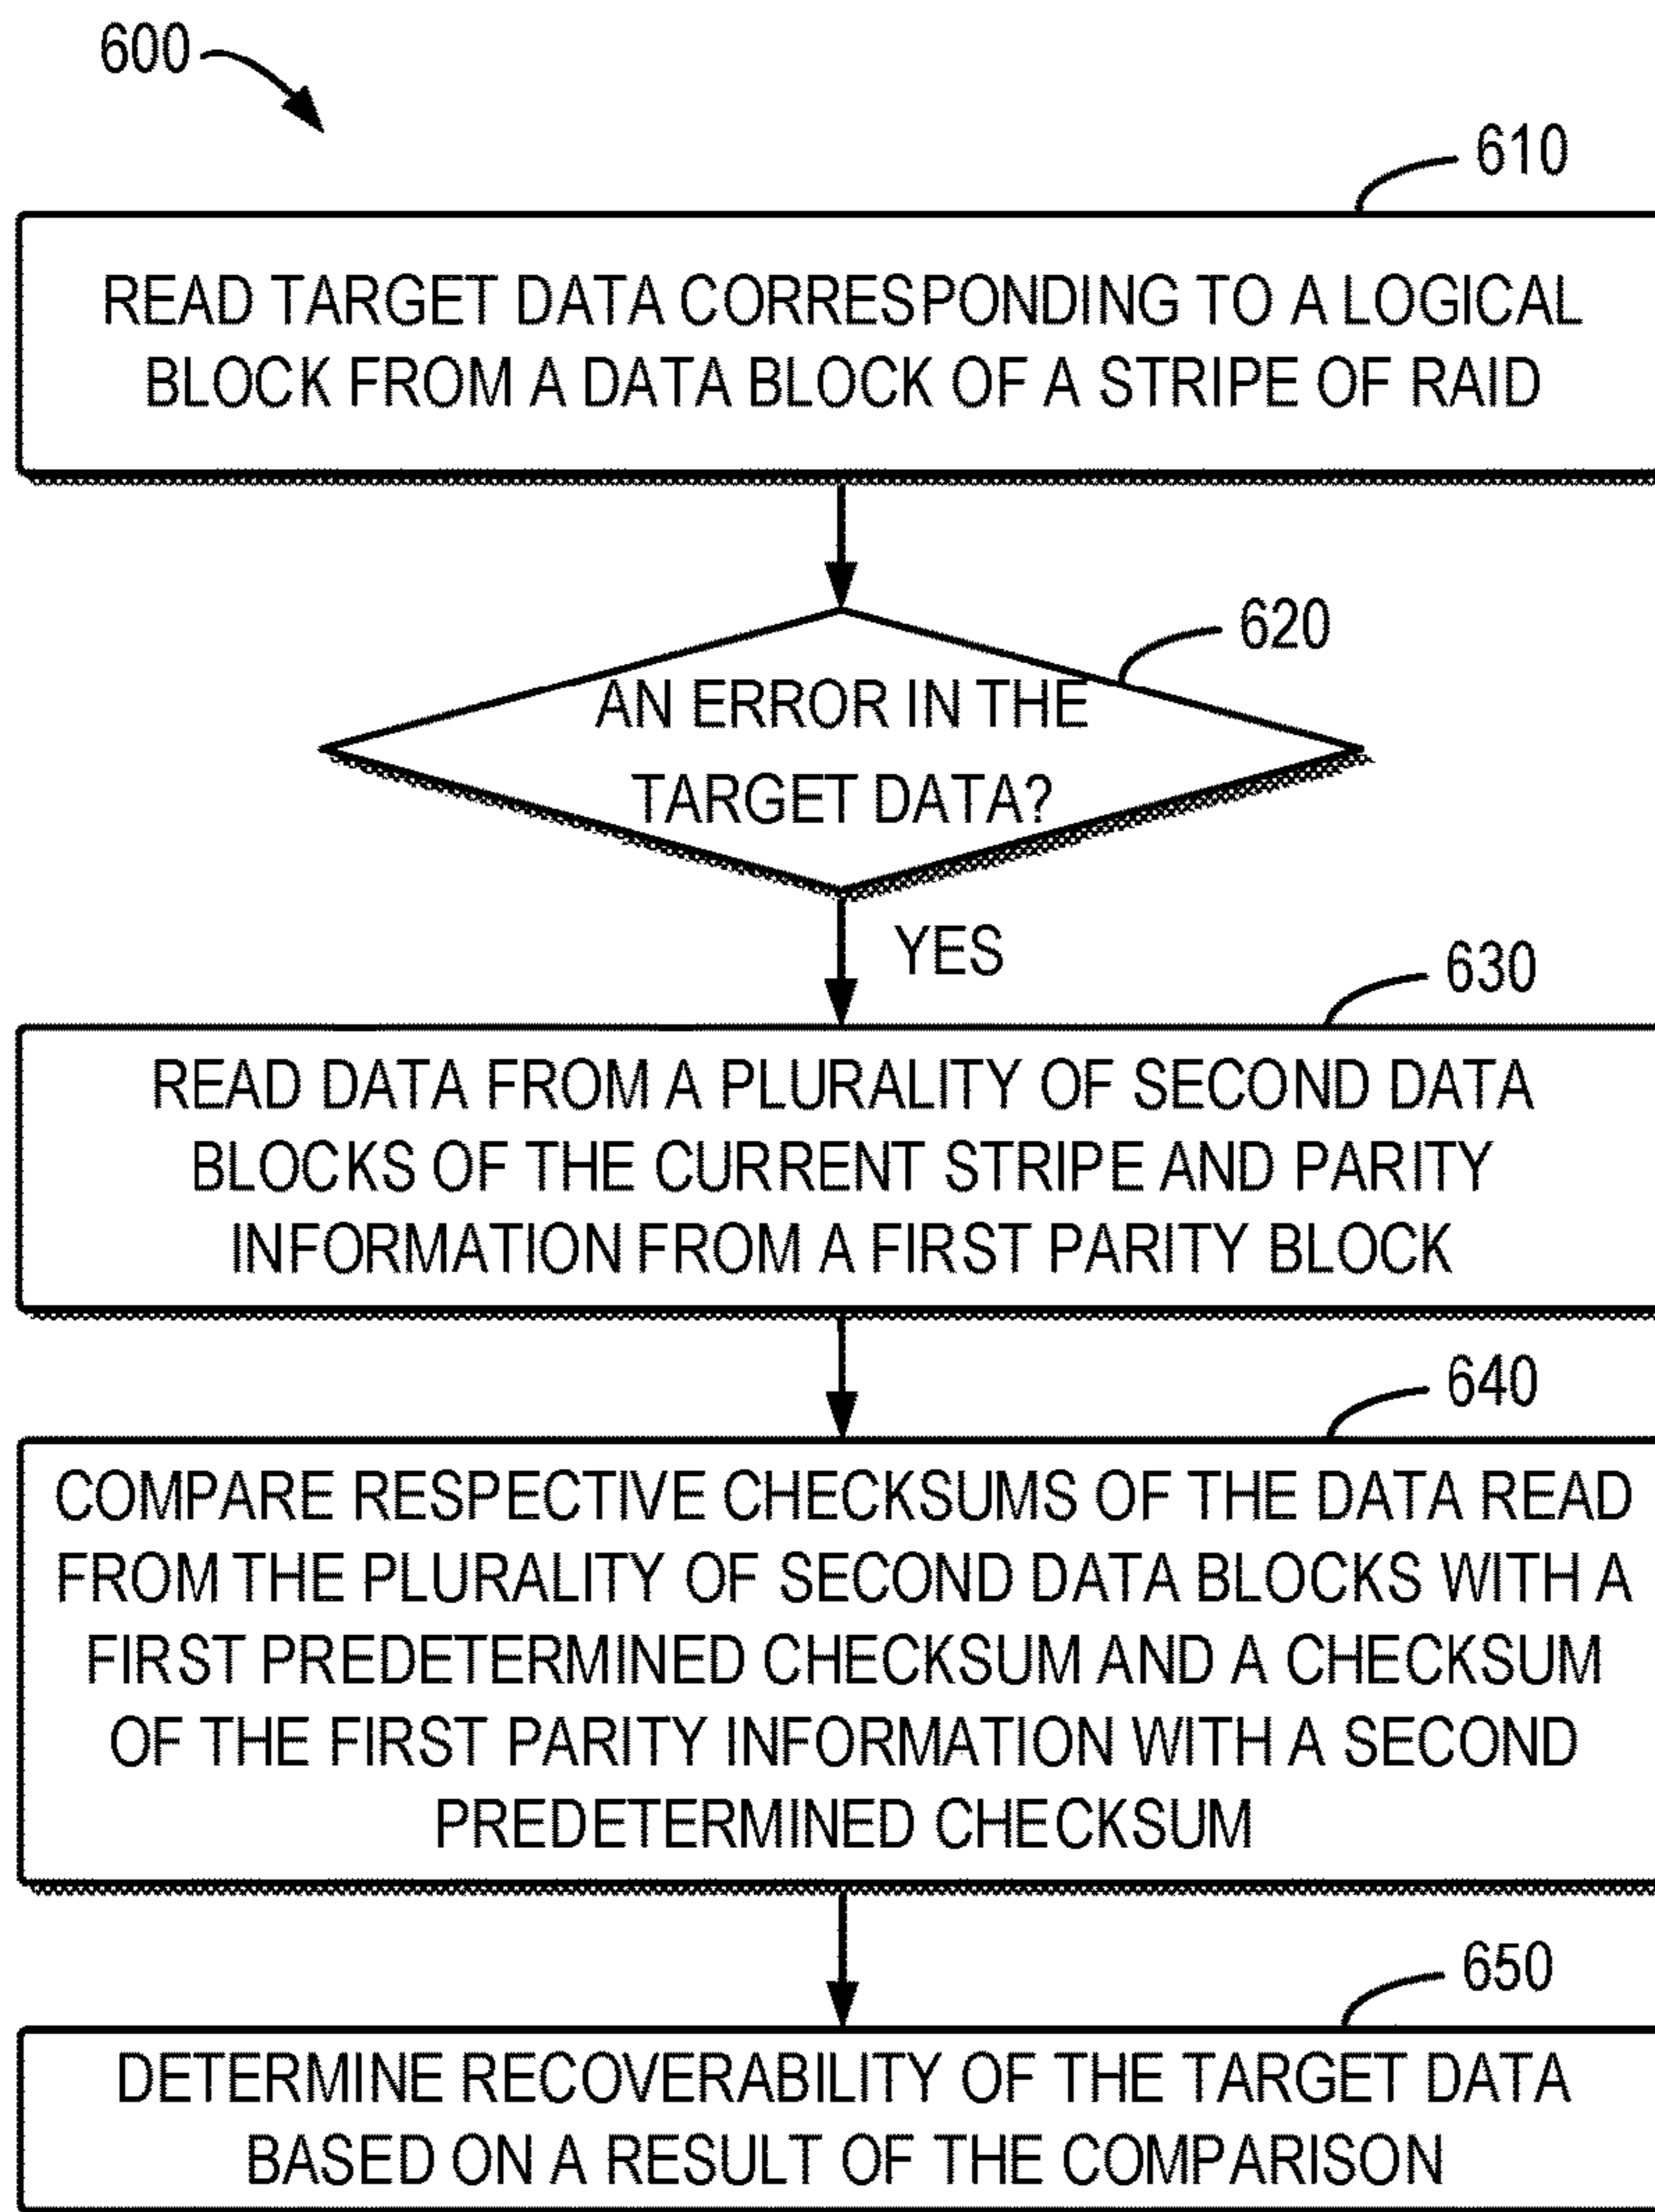 600
610
READ TARGET DATA CORRESPONDING TO A LOGICAL
BLOCK FROM A DATA BLOCK OF A STRIPE OF RAID
620
AN ERROR IN THE
TARGET DATA?
YES
630
READ DATA FROM A PLURALITY OF SECOND DATA
BLOCKS OF THE CURRENT STRIPE AND PARITY
INFORMATION FROM A FIRST PARITY BLOCK
640
COMPARE RESPECTIVE CHECKSUMS OF THE DATA READ
FROM THE PLURALITY OF SECOND DATA BLOCKS WITH A
FIRST PREDETERMINED CHECKSUM AND A CHECKSUM
OF THE FIRST PARITY INFORMATION WITH A SECOND
PREDETERMINED CHECKSUM
650
DETERMINE RECOVERABILITY OF THE TARGET DATA
BASED ON A RESULT OF THE COMPARISON